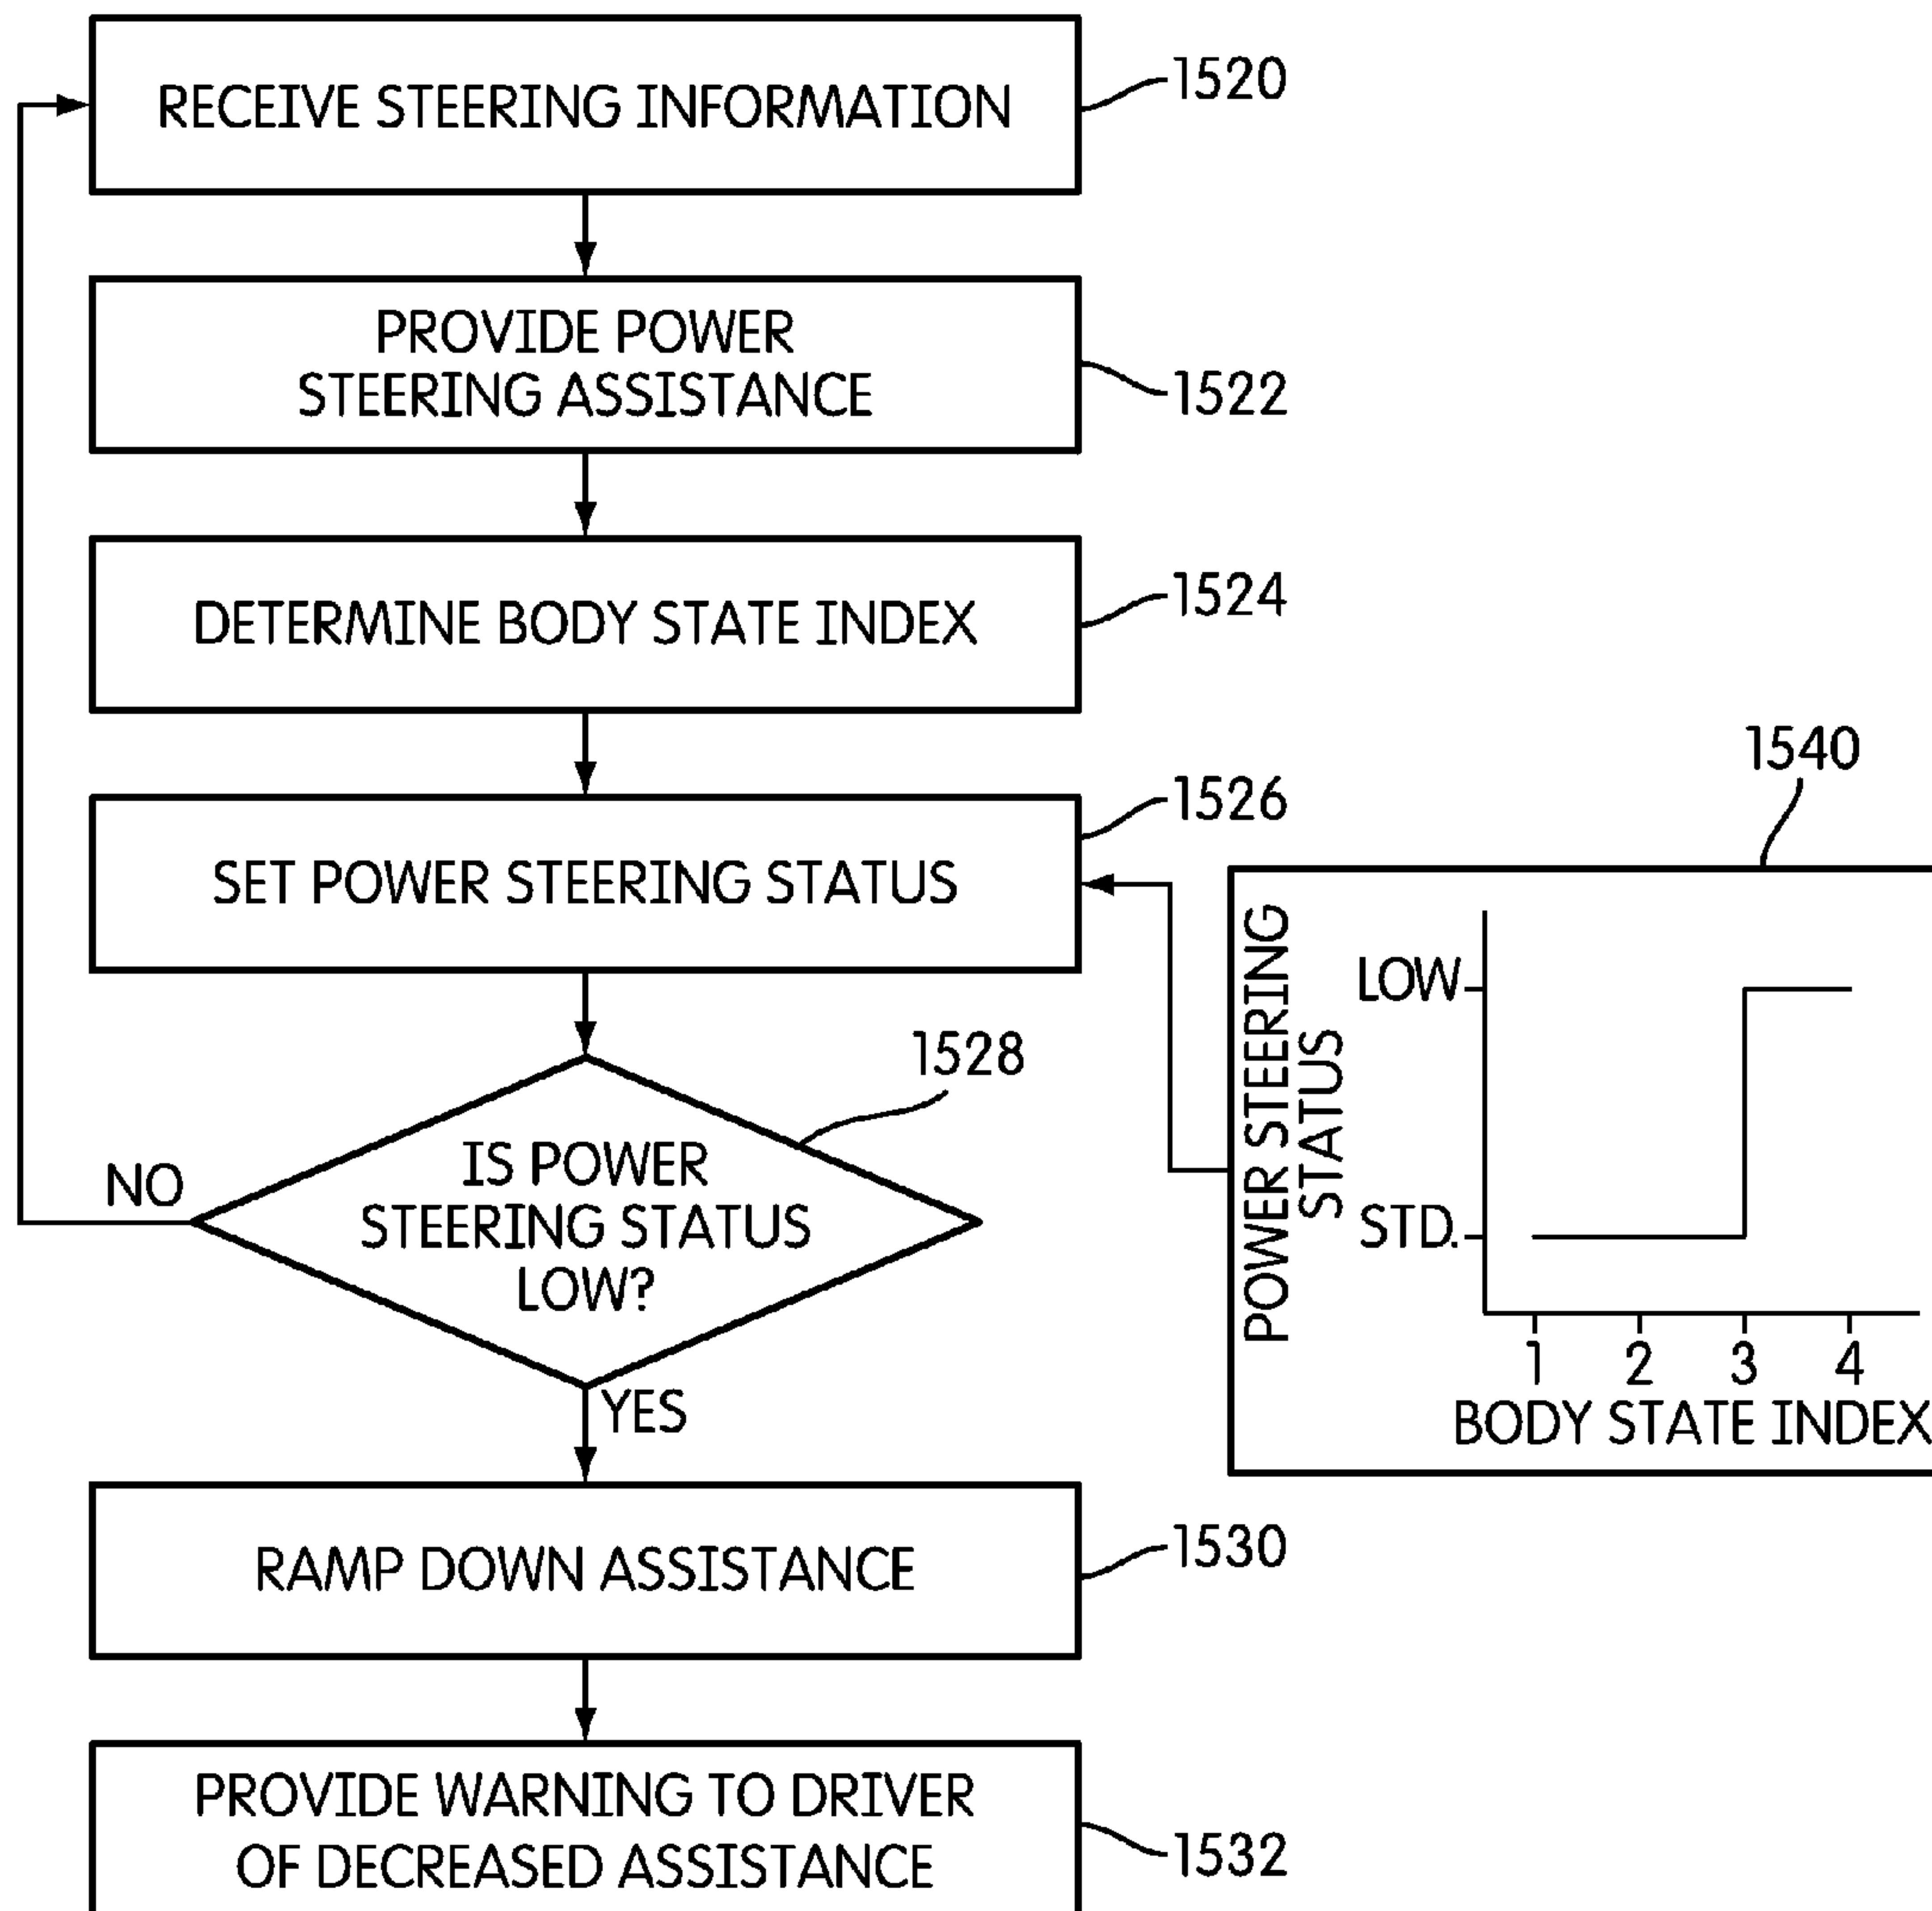 RECEIVE STEERING INFORMATION
1520
PROVIDE POWER
STEERING ASSISTANCE
1522
DETERMINE BODY STATE INDEX
1524
SET POWER STEERING STATUS
1526
IS POWER
STEERING STATUS
LOW?
1528
NO
YES
RAMP DOWN ASSISTANCE
1530
PROVIDE WARNING TO DRIVER
OF DECREASED ASSISTANCE
1532
1540
POWER STEERING
STATUS
LOW
STD.
1 2 3 4
BODY STATE INDEX